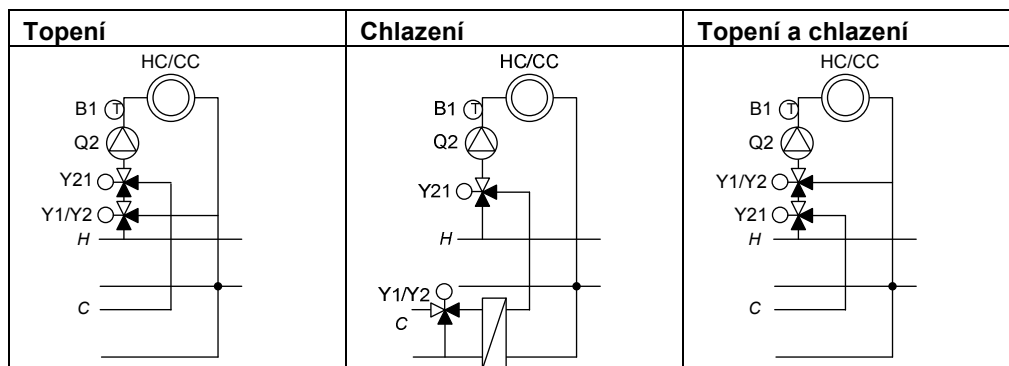 Topení
HC/CC
B1 T
Q2
Y21
Y1/Y2
H
C
Chlazení
HC/CC
B1 T
Q2
Y21
H
Y1/Y2
C
Topení a chlazení
HC/CC
B1 T
Q2
Y1/Y2
Y21
H
C